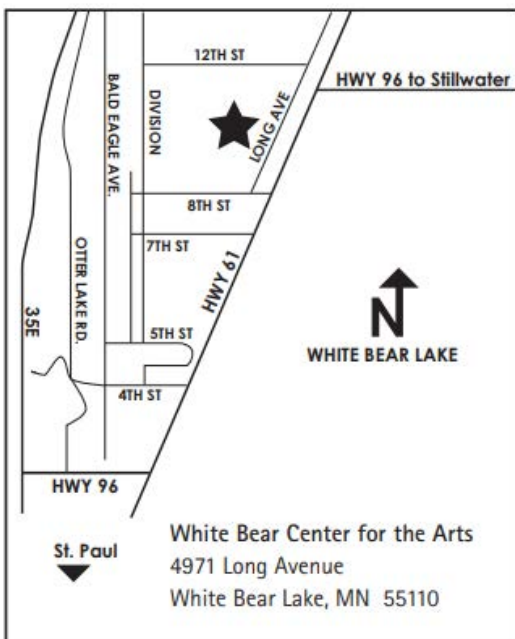 12TH ST
HWY 96 to Stillwater
BALD EAGLE AVE.
DIVISION
LONG AVE
8TH ST
7TH ST
OTTER LAKE RD.
HWY 61
35E
N
WHITE BEAR LAKE
5TH ST
4TH ST
HWY 96
St. Paul
White Bear Center for the Arts
4971 Long Avenue
White Bear Lake, MN 55110